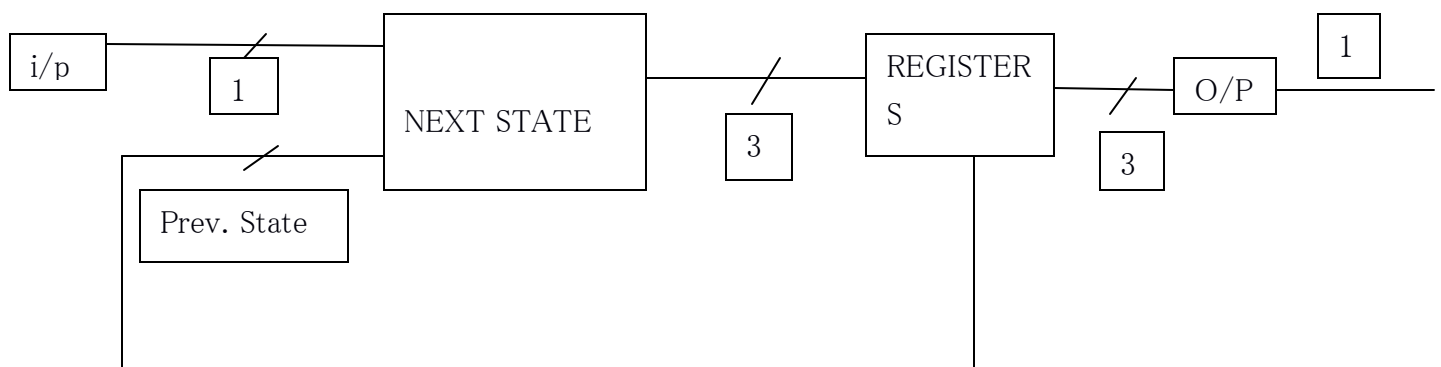 i/p
1
NEXT STATE
Prev. State
3
REGISTER
S
3
O/P
1